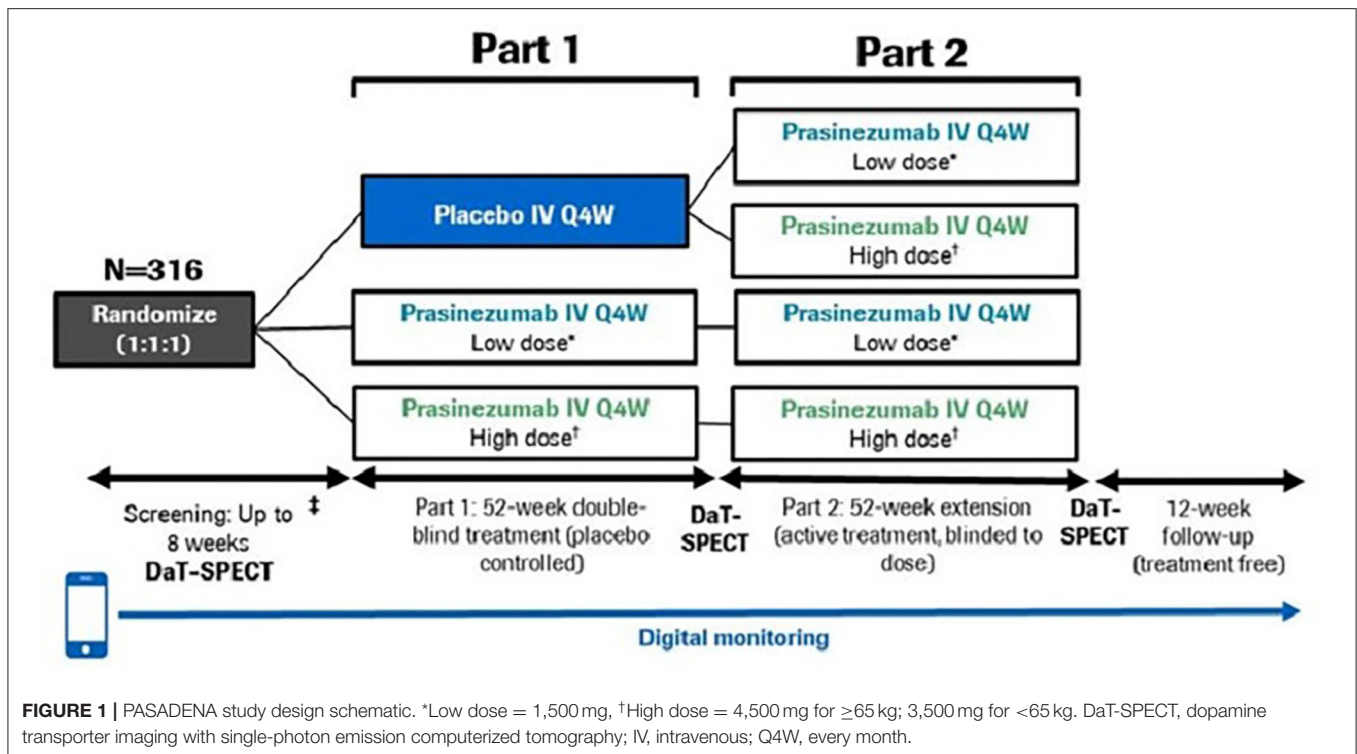 Part 1
Part 2
Prasinezumab IV Q4W
Low dose*
Placebo IV Q4W
Prasinezumab IV Q4W
High dose†
N=316
Randomize
(1:1:1)
Prasinezumab IV Q4W
Low dose*
Prasinezumab IV Q4W
Low dose*
Prasinezumab IV Q4W
High dose†
Prasinezumab IV Q4W
High dose†
Screening: Up to ‡
8 weeks
DaT-SPECT
Part 1: 52-week double-
blind treatment (placebo
controlled)
DaT-
SPECT
Part 2: 52-week extension
(active treatment, blinded to
dose)
DaT-
SPECT
12-week
follow-up
(treatment free)
Digital monitoring
FIGURE 1 | PASADENA study design schematic. *Low dose = 1,500 mg, †High dose = 4,500 mg for ≥65 kg; 3,500 mg for <65 kg. DaT-SPECT, dopamine
transporter imaging with single-photon emission computerized tomography; IV, intravenous; Q4W, every month.